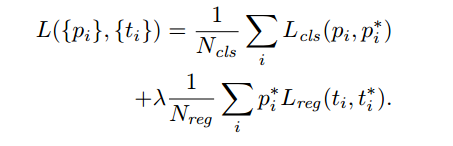 L({p_i}, {t_i}) = \frac{1}{N_{cls}} \sum_i L_{cls}(p_i, p_i^*)
+\lambda \frac{1}{N_{reg}} \sum_i p_i^* L_{reg}(t_i, t_i^*).